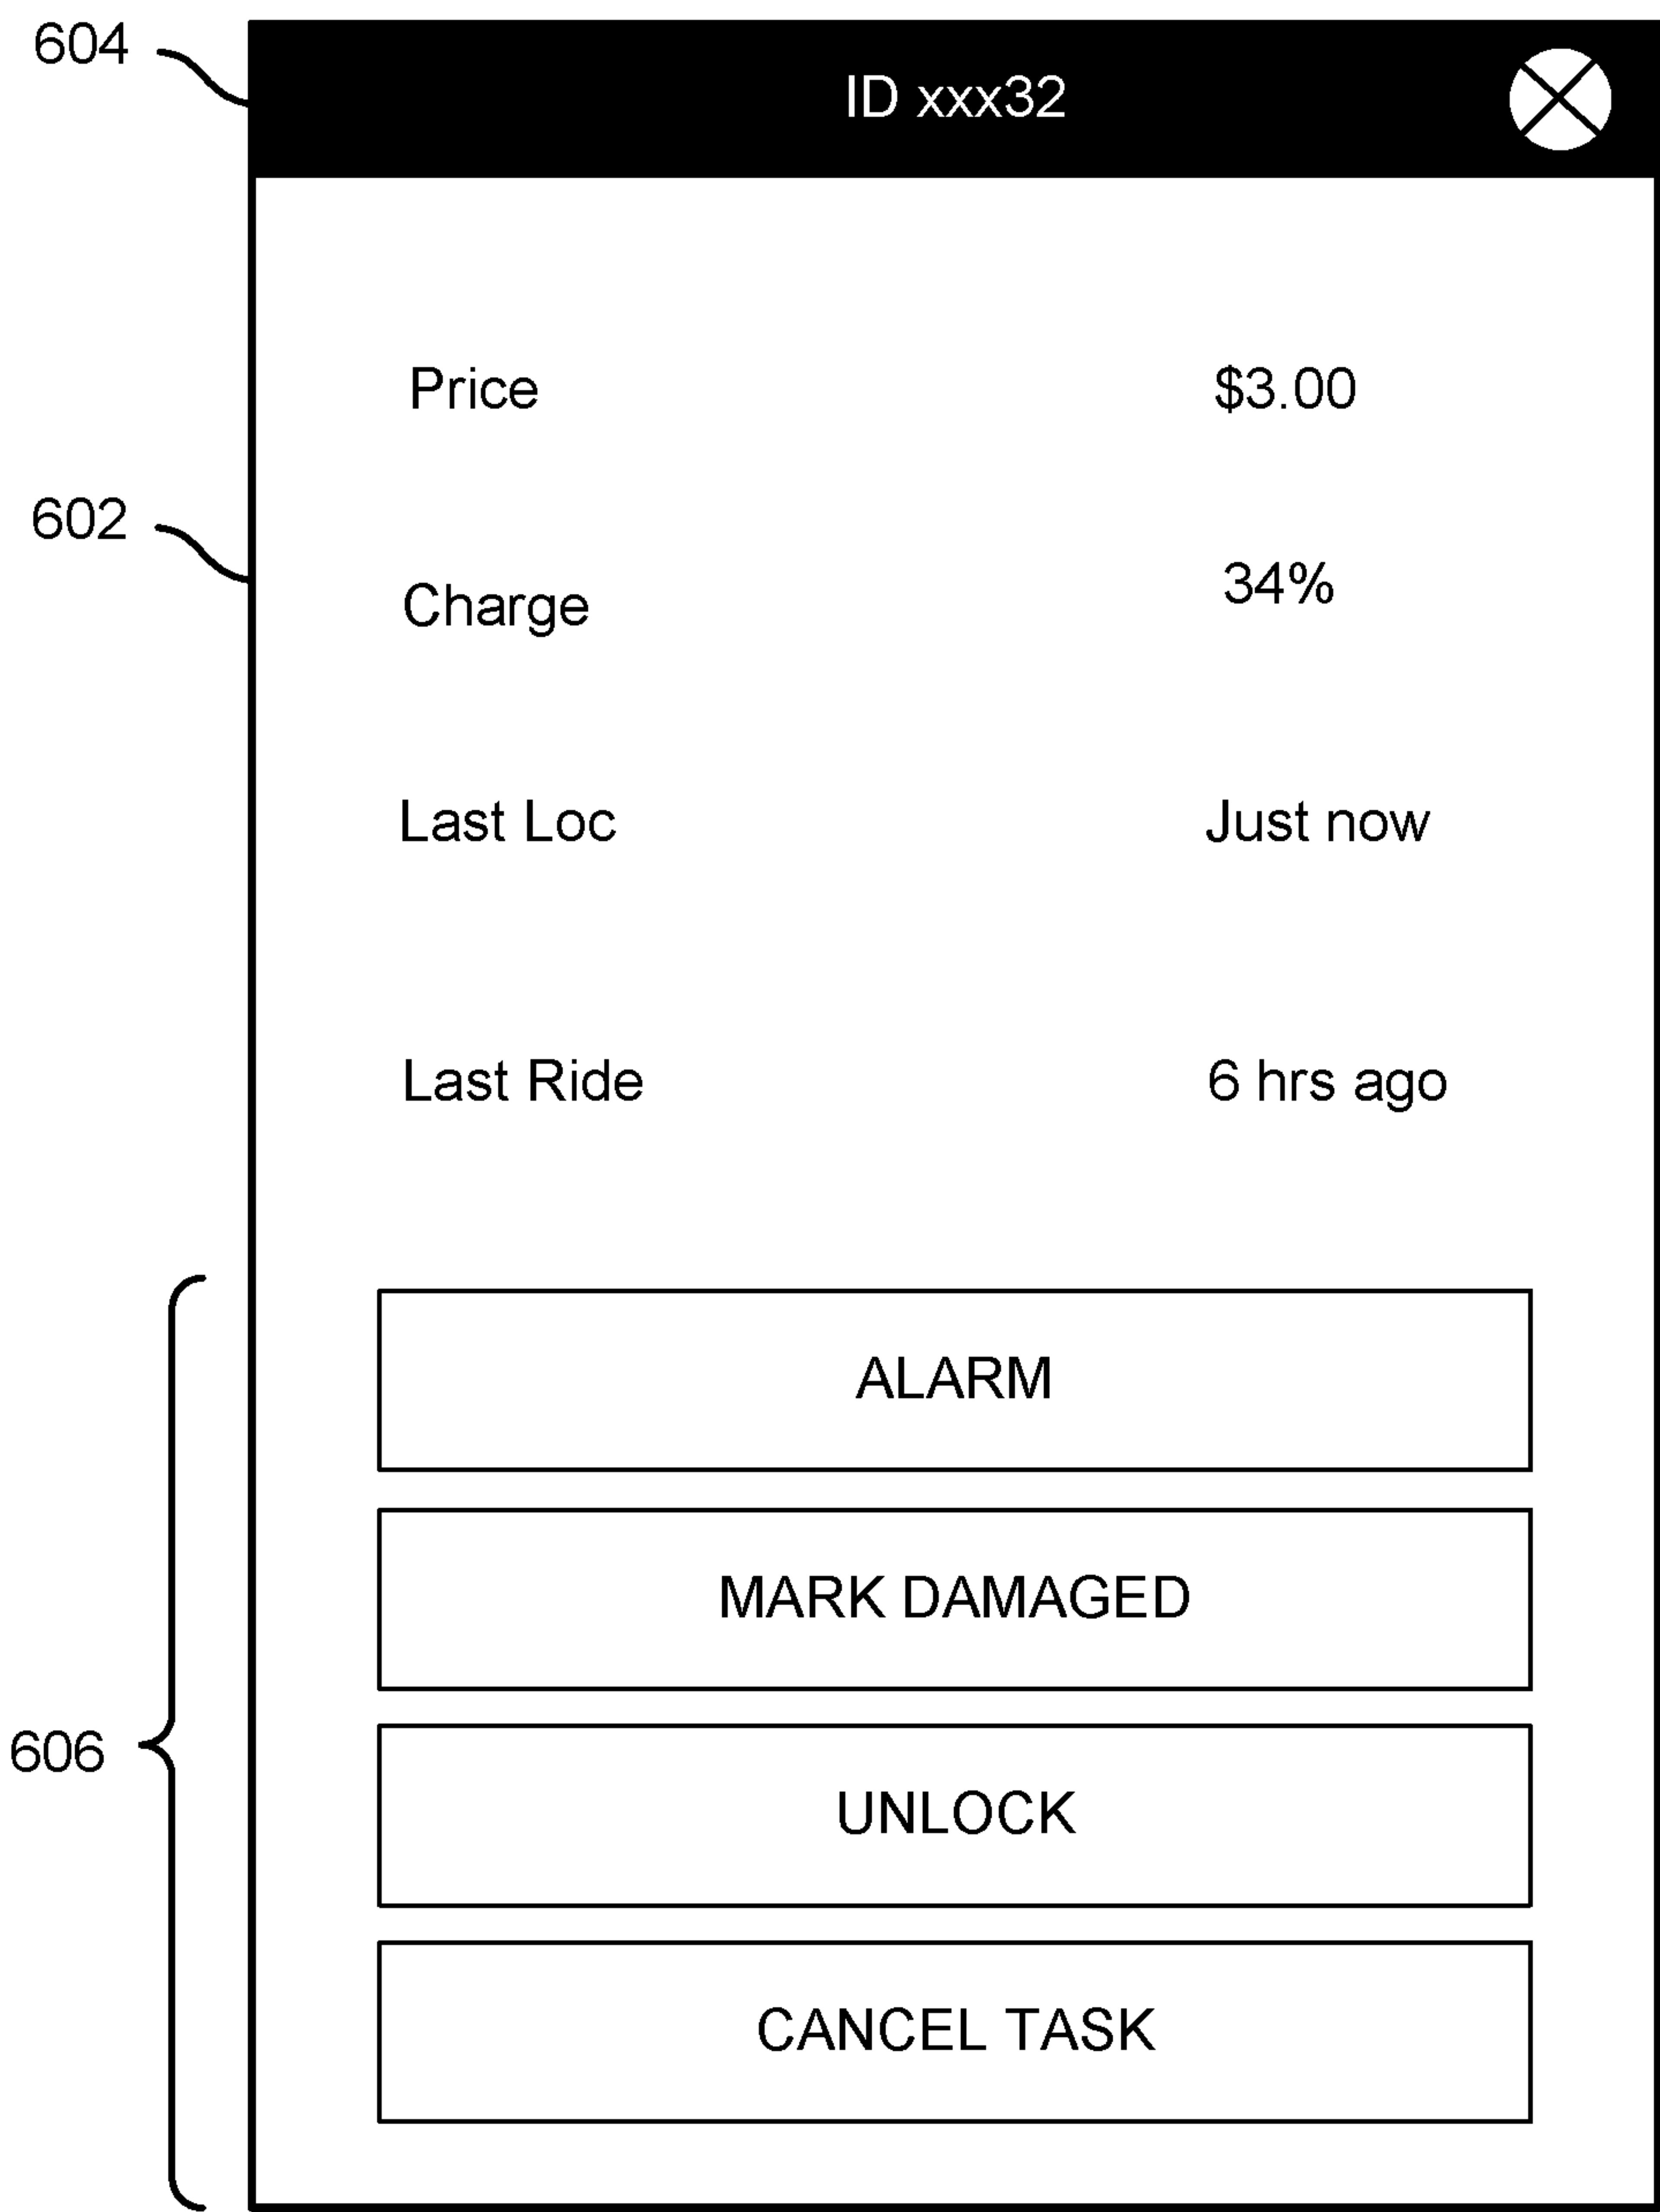 604
ID xxx32
Price $3.00
602
Charge 34%
Last Loc Just now
Last Ride 6 hrs ago
ALARM
MARK DAMAGED
606
UNLOCK
CANCEL TASK